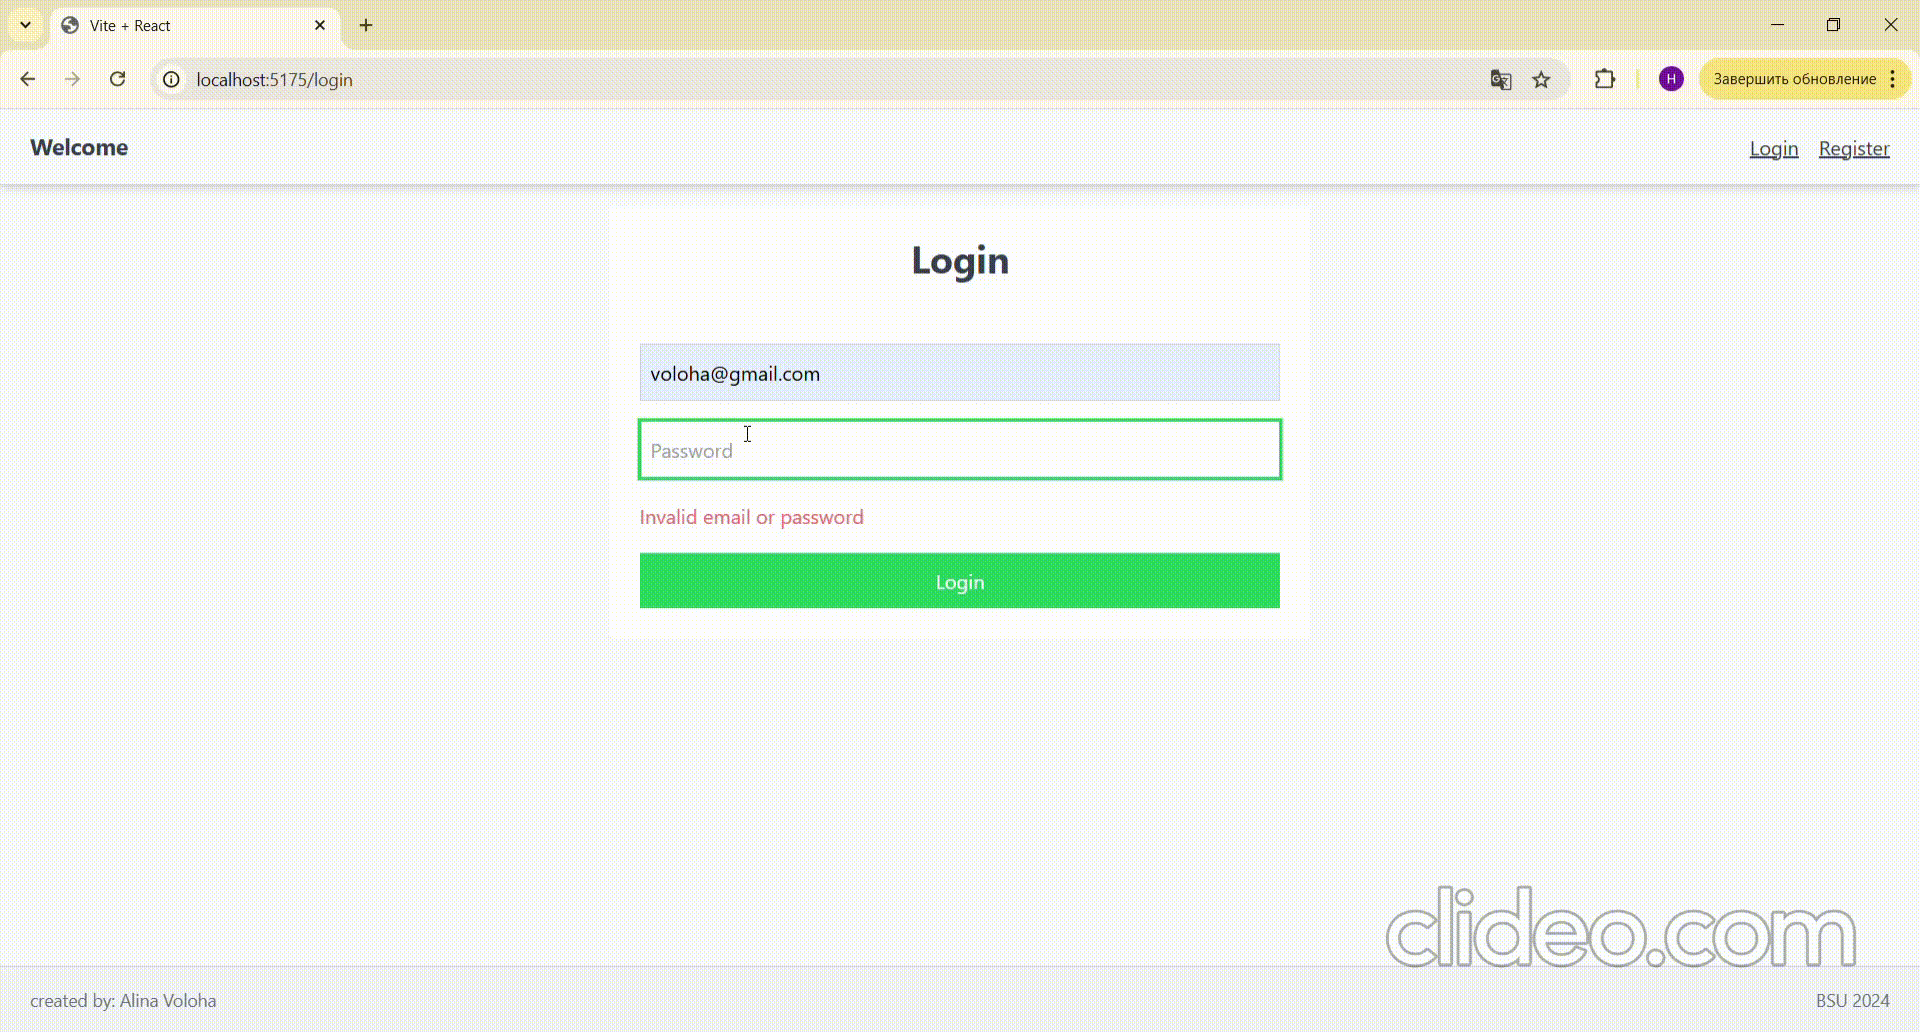 Vite + React
localhost:5175/login
H
Завершить обновление
Welcome
Login Register
Login
voloha@gmail.com
Password
Invalid email or password
Login
clideo.com
created by: Alina Voloha
BSU 2024